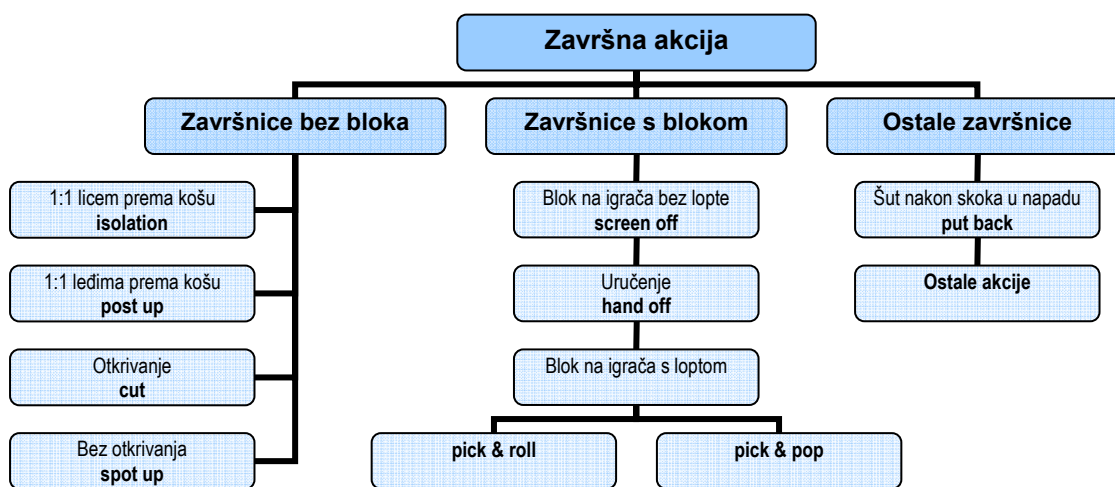 Završna akcija
Završnice bez bloka
Završnice s blokom
Ostale završnice
1:1 licem prema košu
isolation
1:1 leđima prema košu
post up
Otkrivanje
cut
Bez otkrivanja
spot up
Blok na igrača bez lopte
screen off
Uručenje
hand off
Blok na igrača s loptom
pick & roll
pick & pop
Šut nakon skoka u napadu
put back
Ostale akcije